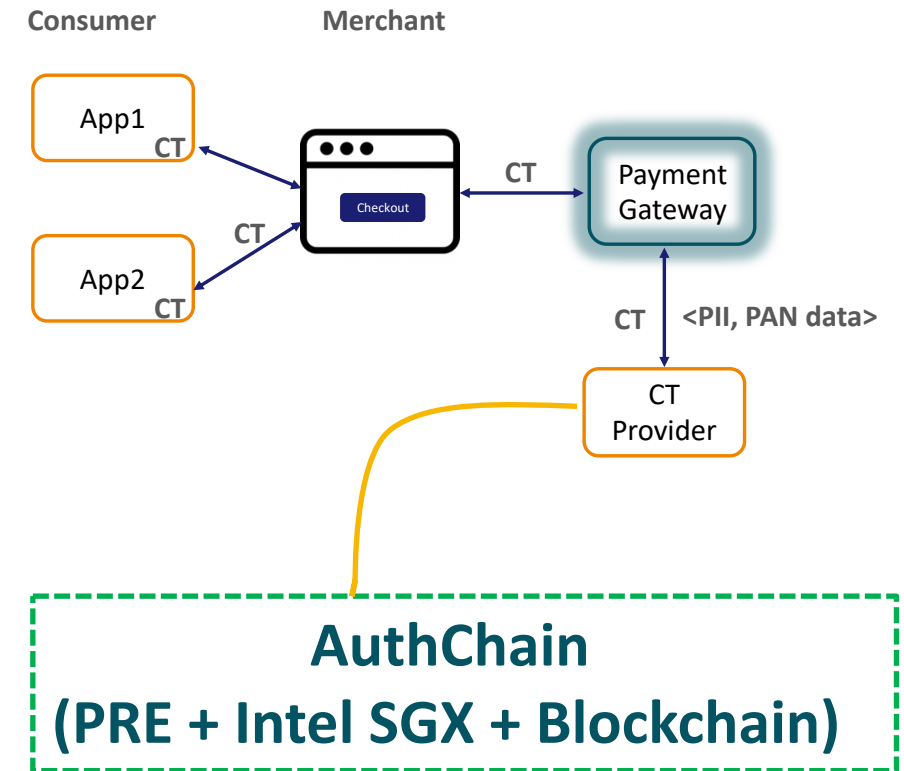 Consumer
Merchant
App1
CT
Checkout
CT
Payment
Gateway
CT
App2
CT
CT
<PII, PAN data>
CT
Provider
AuthChain
(PRE + Intel SGX + Blockchain)